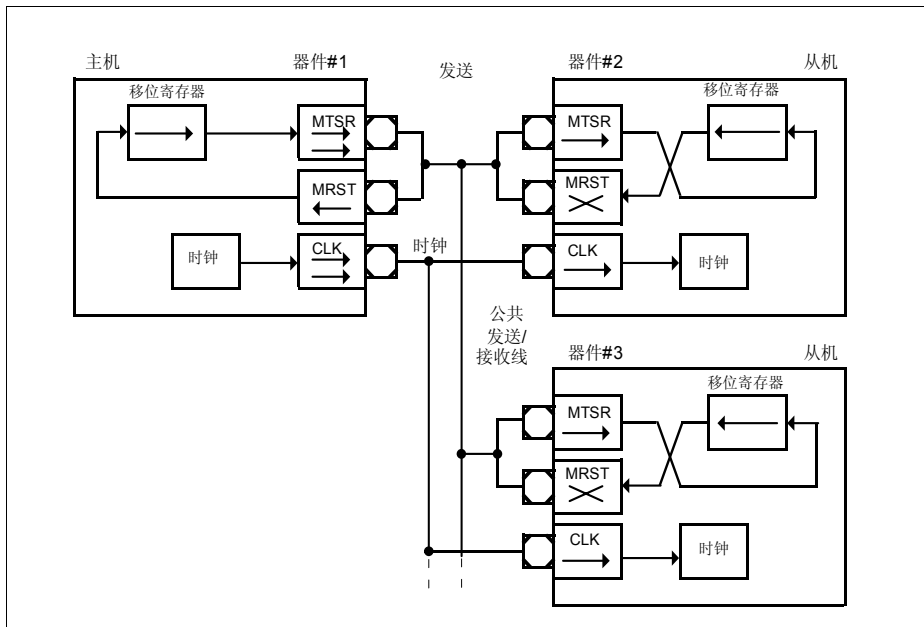 主机
器件#1
移位寄存器
MTSR
MRST
时钟
CLK
发送
时钟
公共
发送/
接收线
器件#2
从机
移位寄存器
MTSR
MRST
CLK
时钟
器件#3
从机
移位寄存器
MTSR
MRST
CLK
时钟